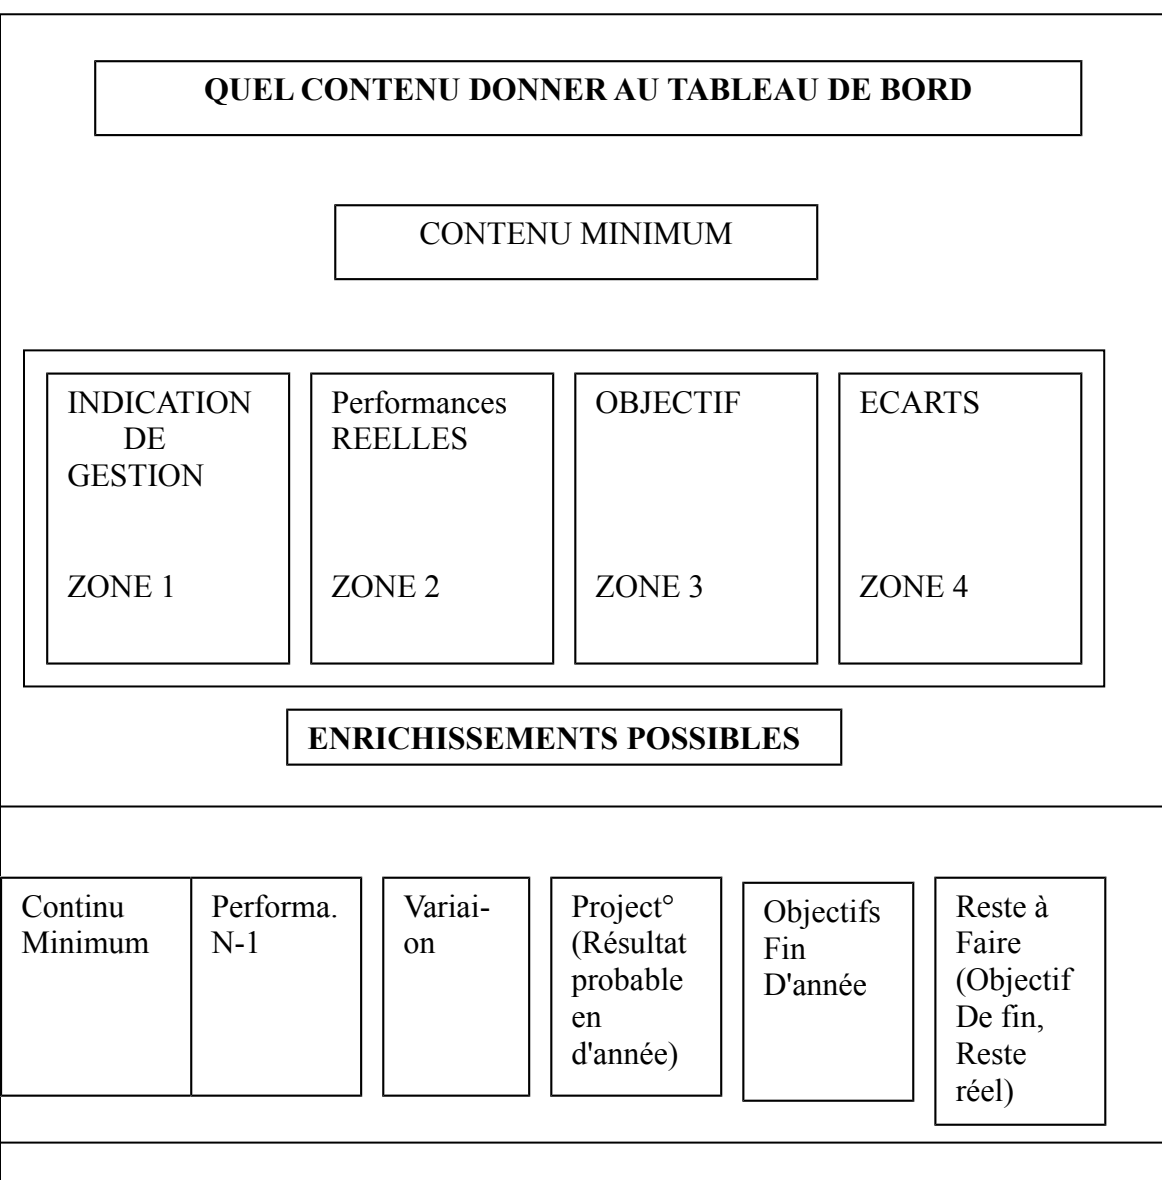 QUEL CONTENU DONNER AU TABLEAU DE BORD
CONTENU MINIMUM
INDICATION
DE
GESTION
ZONE 1
Performances
REELLES
ZONE 2
OBJECTIF
ZONE 3
ECARTS
ZONE 4
ENRICHISSEMENTS POSSIBLES
Continu
Minimum
Performa.
N-1
Variai-
on
Project°
(Résultat
probable
en
d'année)
Objectifs
Fin
D'année
Reste à
Faire
(Objectif
De fin,
Reste
réel)